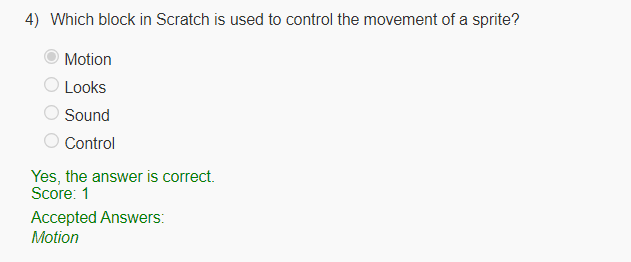 4) Which block in Scratch is used to control the movement of a sprite?
Motion
Looks
Sound
Control
Yes, the answer is correct.
Score: 1
Accepted Answers:
Motion